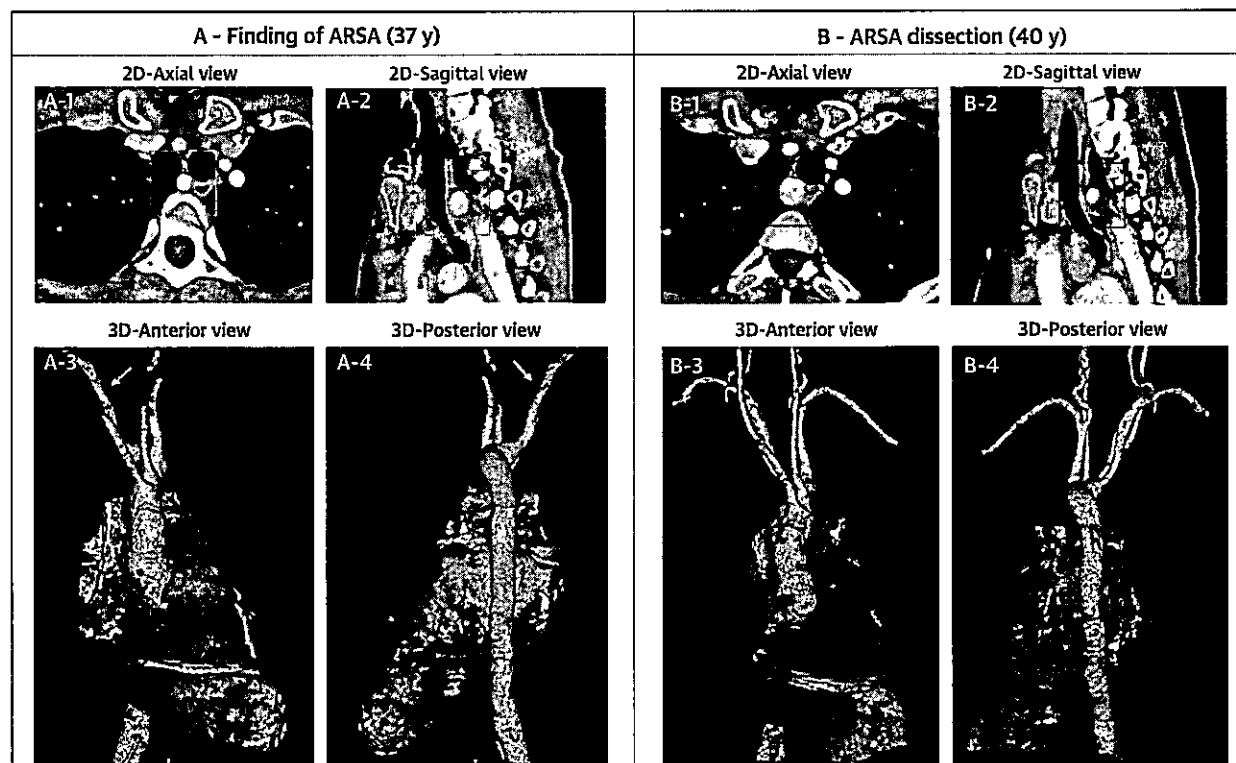 A - Finding of ARSA (37 y)
B - ARSA dissection (40 y)
2D-Axial view
2D-Sagittal view
2D-Axial view
2D-Sagittal view
A-1
A-2
B-1
B-2
3D-Anterior view
3D-Posterior view
3D-Anterior view
3D-Posterior view
A-3
A-4
B-3
B-4